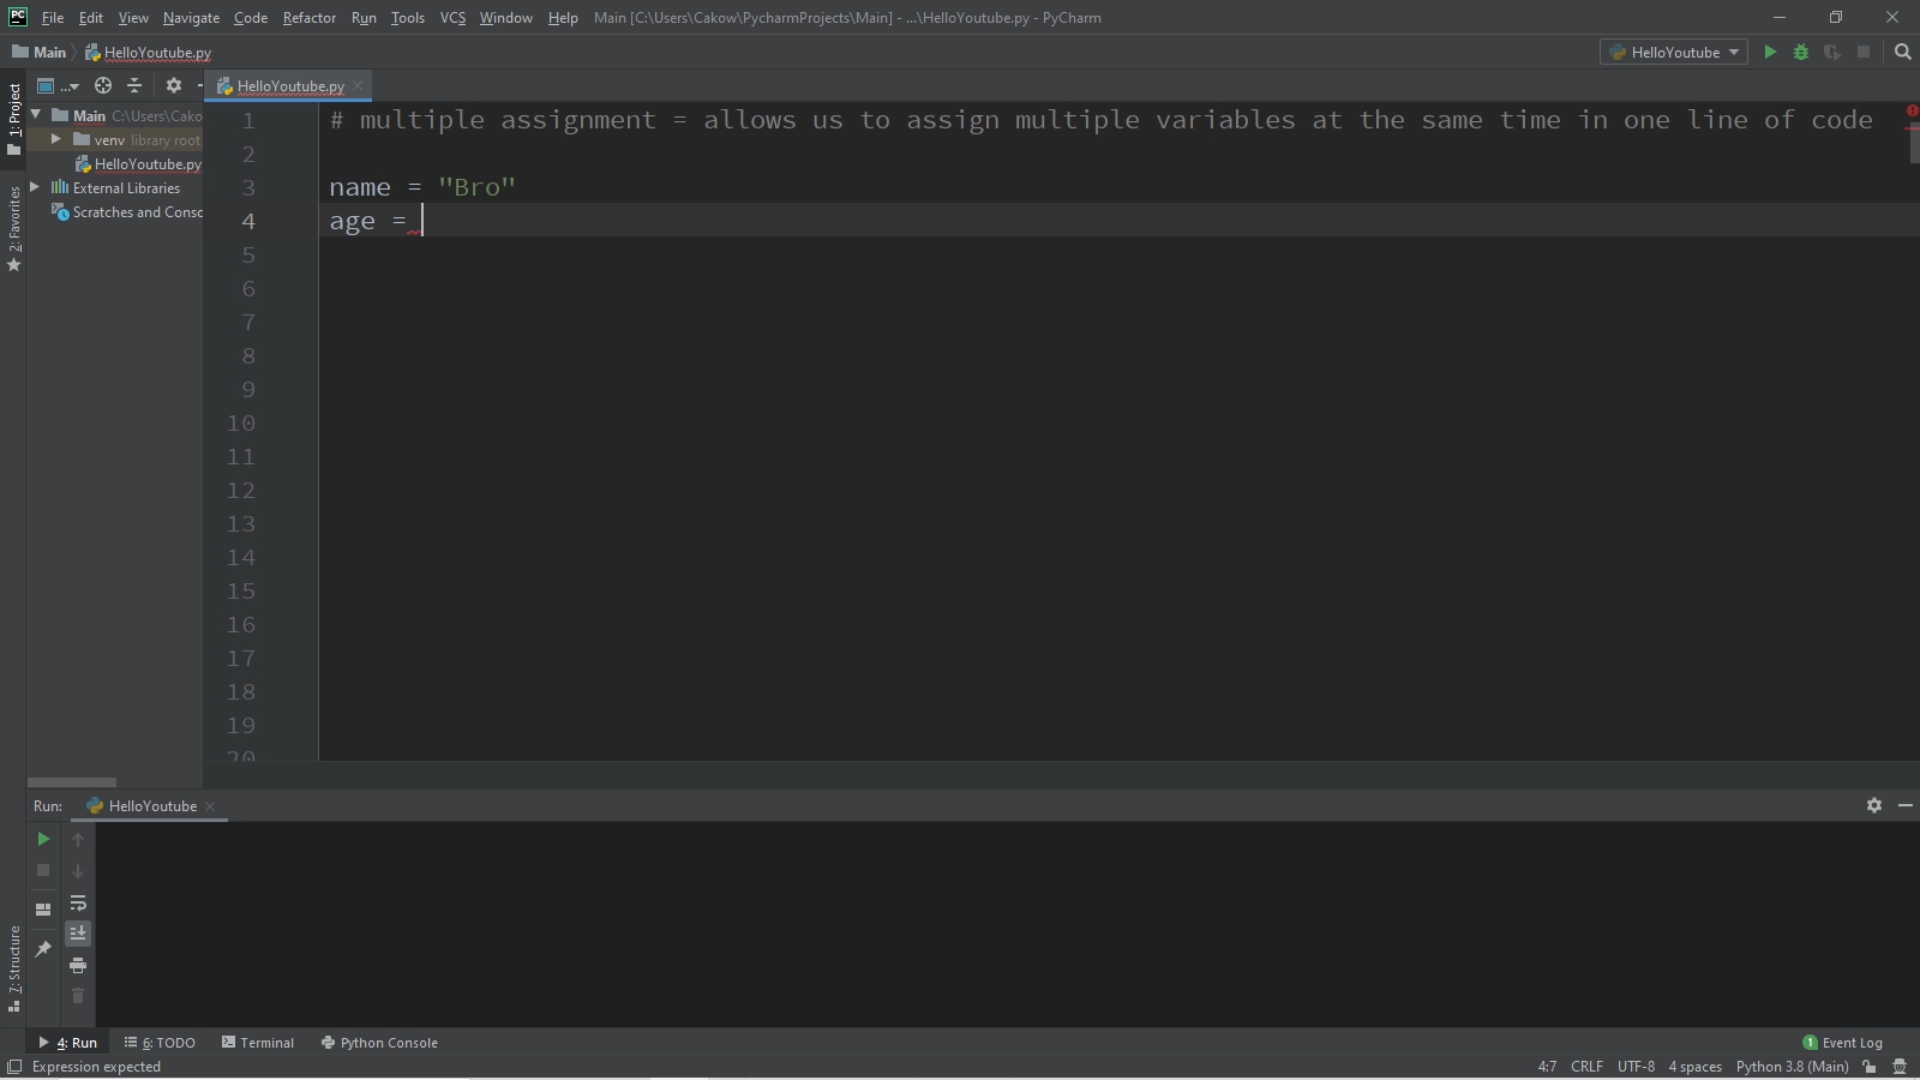 PC File Edit View Navigate Code Refactor Run Tools VCS Window Help Main [C:\Users\Cakow\PycharmProjects\Main] - ...\HelloYoutube.py - PyCharm
Main HelloYoutube.py HelloYoutube
1: Project
... HelloYoutube.py
Main C:\Users\Cako
venv library root
HelloYoutube.py
External Libraries
Scratches and Consc
2: Favorites
1 # multiple assignment = allows us to assign multiple variables at the same time in one line of code
2
3 name = "Bro"
4 age =
5
6
7
8
9
10
11
12
13
14
15
16
17
18
19
20
Run: HelloYoutube
7: Structure
4: Run 6: TODO Terminal Python Console 1 Event Log
Expression expected 4:7 CRLF UTF-8 4 spaces Python 3.8 (Main)